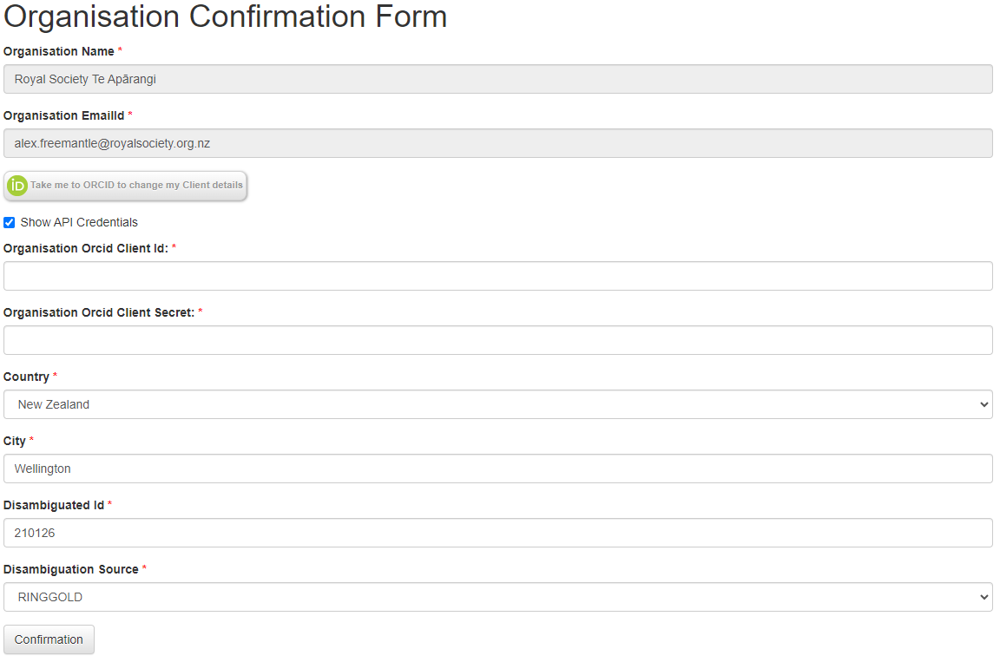 Organisation Confirmation Form
Organisation Name *
Royal Society Te Apārangi
Organisation EmailId *
alex.freemantle@royalsociety.org.nz
iD Take me to ORCID to change my Client details
Show API Credentials
Organisation Orcid Client Id: *
Organisation Orcid Client Secret: *
Country *
New Zealand
City *
Wellington
Disambiguated Id *
210126
Disambiguation Source *
RINGGOLD
Confirmation